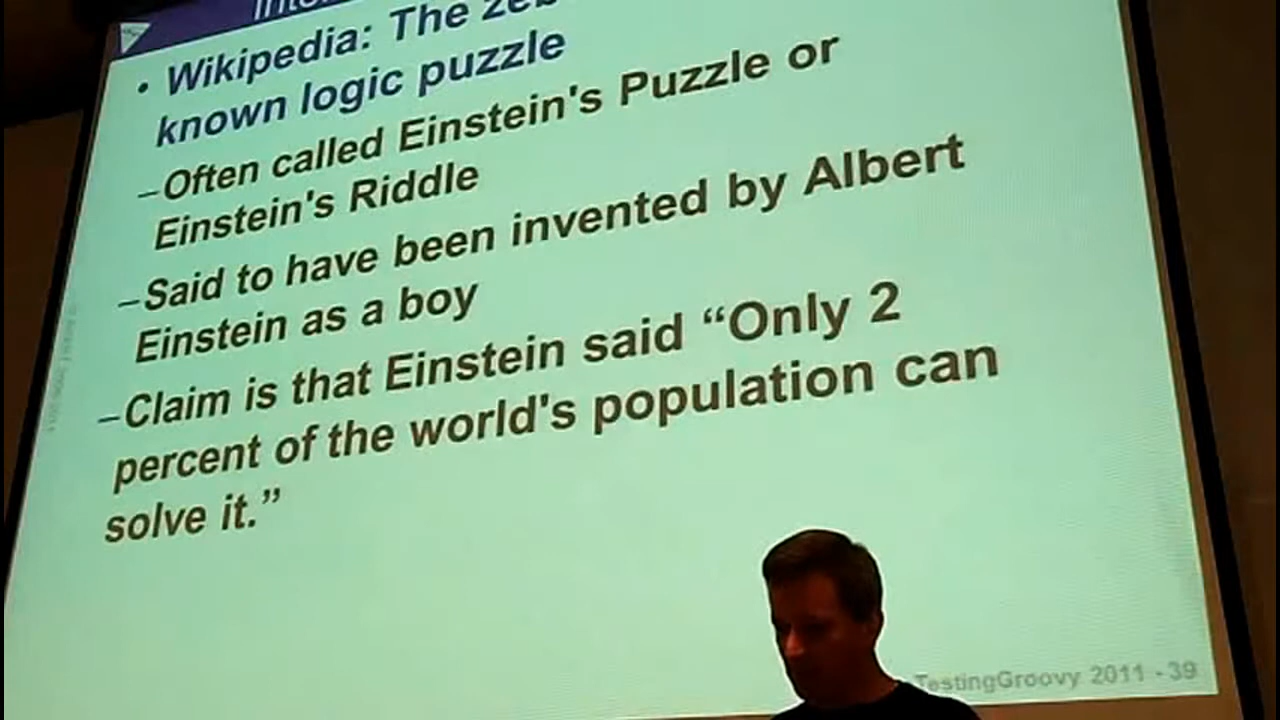 • Wikipedia: The
known logic puzzle
–Often called Einstein's Puzzle or
Einstein's Riddle
–Said to have been invented by Albert
Einstein as a boy
–Claim is that Einstein said “Only 2
percent of the world's population can
solve it.”
TestingGroovy 2011 - 39